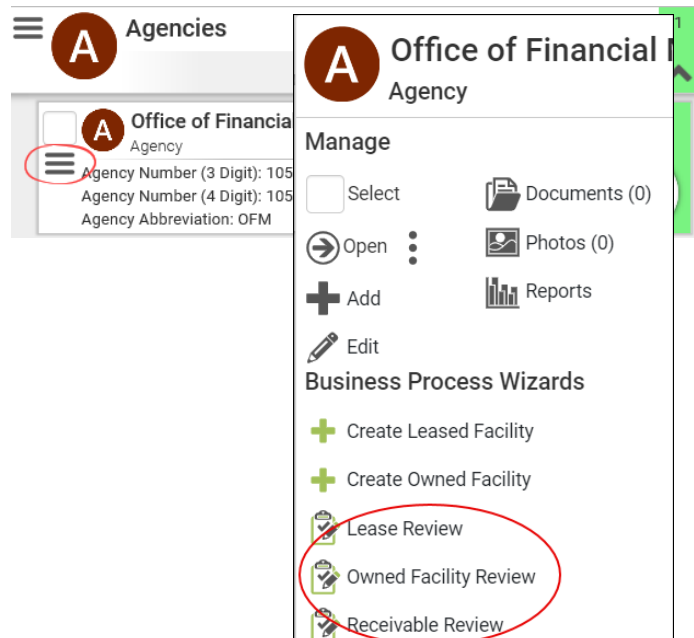 A
Agencies
1
A
Office of Financia
Agency
Agency Number (3 Digit): 105
Agency Number (4 Digit): 105
Agency Abbreviation: OFM
A
Office of Financial
Agency
Manage
Select
Documents (0)
Open
Photos (0)
Add
Reports
Edit
Business Process Wizards
Create Leased Facility
Create Owned Facility
Lease Review
Owned Facility Review
Receivable Review